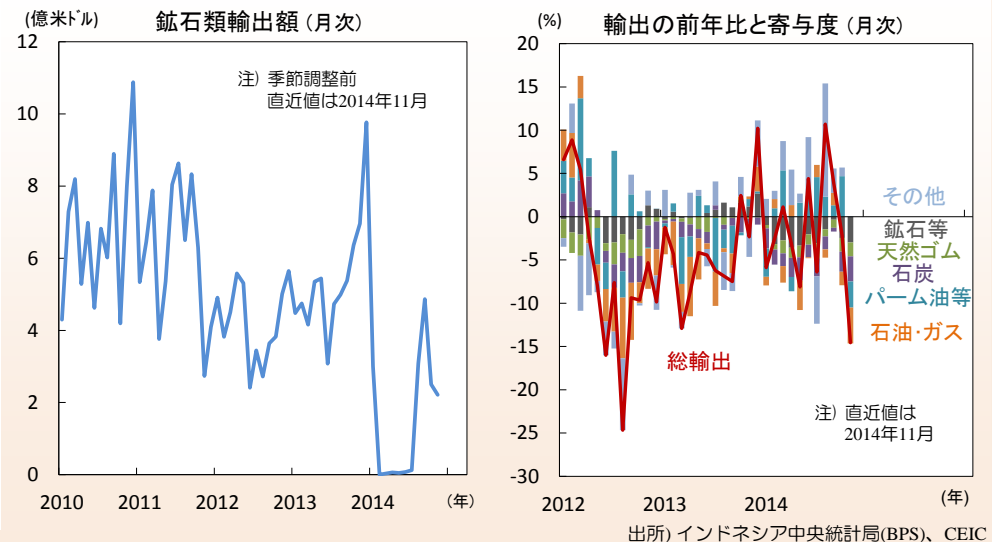 (億米ﾄﾞﾙ)
鉱石類輸出額（月次）
12
10
8
6
4
2
0
注) 季節調整前
直近値は2014年11月
2010
2011
2012
2013
2014
(年)
(%)
輸出の前年比と寄与度（月次）
20
15
10
5
0
-5
-10
-15
-20
-25
-30
その他
鉱石等
天然ゴム
石炭
パーム油等
石油・ガス
総輸出
注) 直近値は
2014年11月
2012
2013
2014
(年)
出所) インドネシア中央統計局(BPS)、CEIC